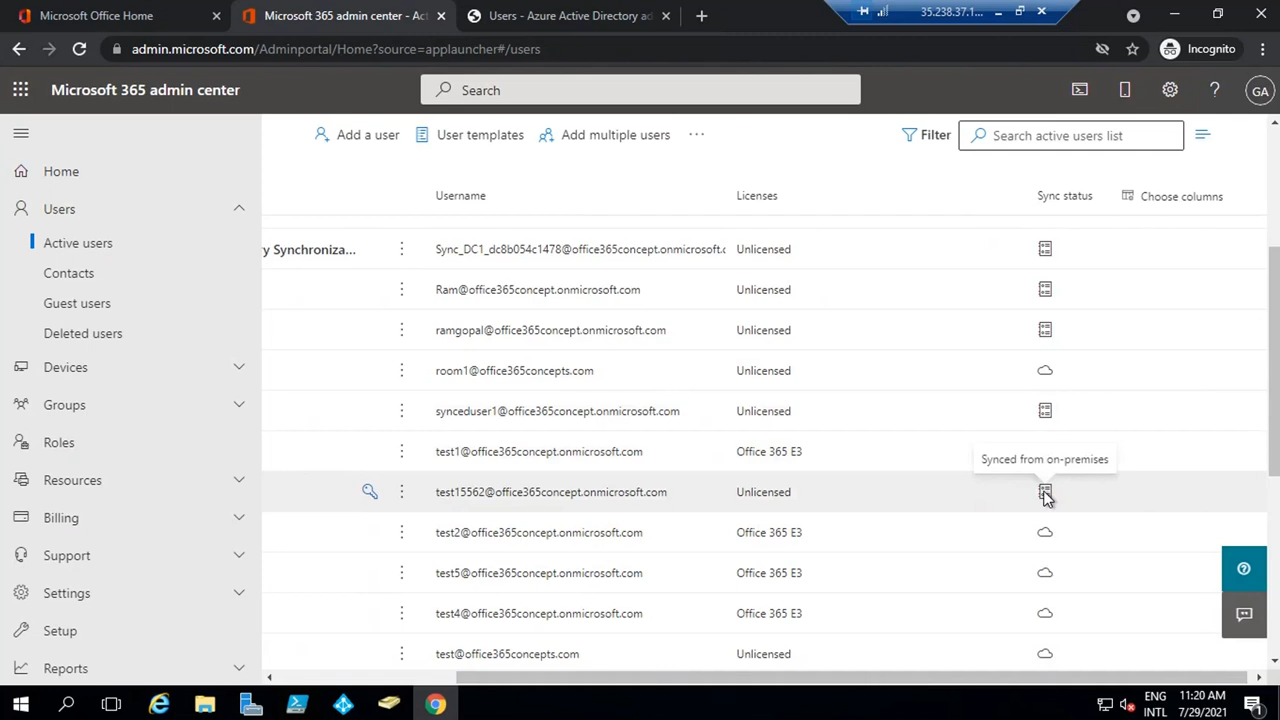 Microsoft Office Home
Microsoft 365 admin center - Act
Users - Azure Active Directory ad
35.238.37.1...
admin.microsoft.com/Adminportal/Home?source=applauncher#/users
Incognito
Microsoft 365 admin center
Search
GA
Add a user
User templates
Add multiple users
Filter
Search active users list
Home
Users
Active users
Contacts
Guest users
Deleted users
Devices
Groups
Roles
Resources
Billing
Support
Settings
Setup
Reports
Username
Licenses
Sync status
Choose columns
y Synchroniza...
Sync_DC1_dc8b054c1478@office365concept.onmicrosoft.c
Unlicensed
Ram@office365concept.onmicrosoft.com
Unlicensed
ramgopal@office365concept.onmicrosoft.com
Unlicensed
room1@office365concepts.com
Unlicensed
synceduser1@office365concept.onmicrosoft.com
Unlicensed
test1@office365concept.onmicrosoft.com
Office 365 E3
Synced from on-premises
test15562@office365concept.onmicrosoft.com
Unlicensed
test2@office365concept.onmicrosoft.com
Office 365 E3
test5@office365concept.onmicrosoft.com
Office 365 E3
test4@office365concept.onmicrosoft.com
Office 365 E3
test@office365concepts.com
Unlicensed
ENG
INTL
11:20 AM
7/29/2021
1